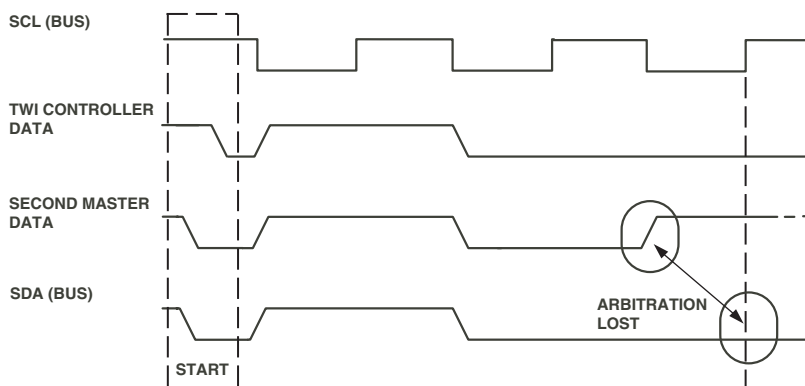 SCL (BUS)
TWI CONTROLLER
DATA
SECOND MASTER
DATA
SDA (BUS)
ARBITRATION
LOST
START